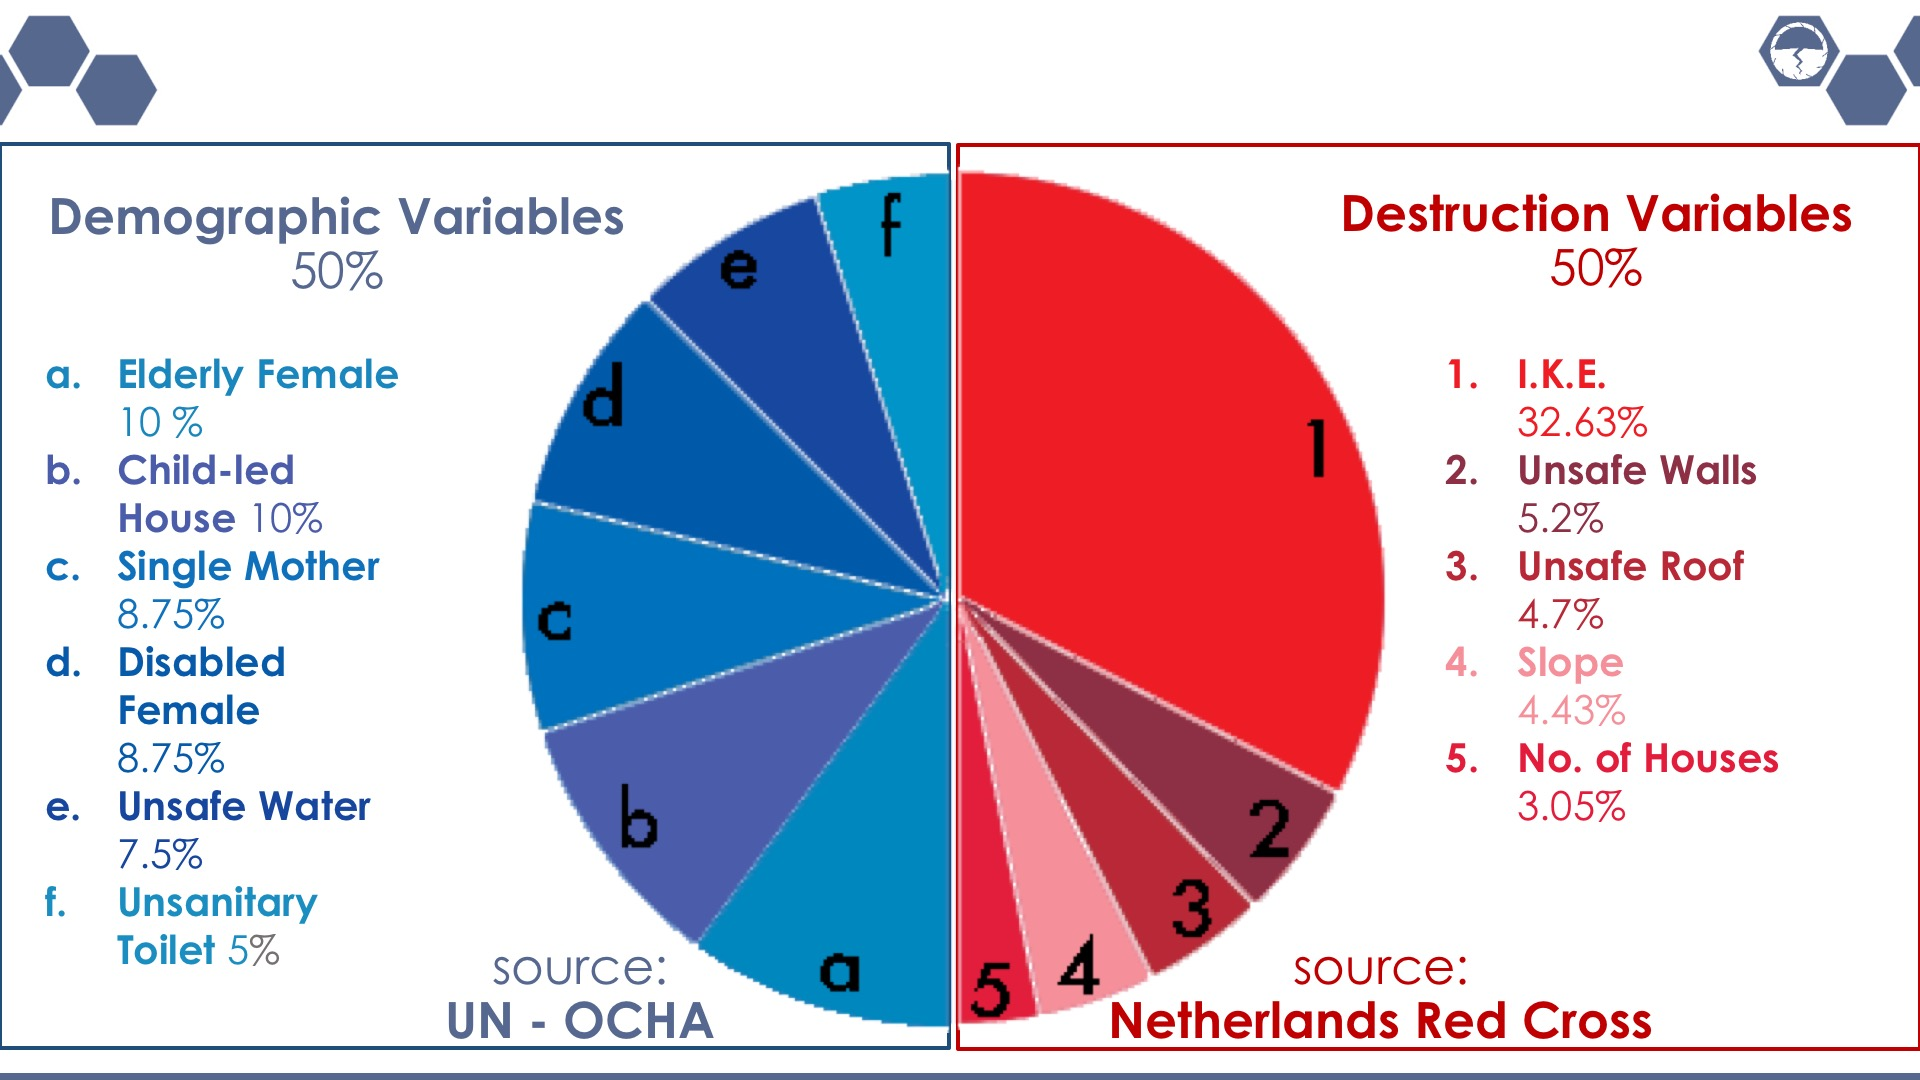 Demographic Variables
50%
a. Elderly Female
10 %
b. Child-led
House 10%
c. Single Mother
8.75%
d. Disabled
Female
8.75%
e. Unsafe Water
7.5%
f. Unsanitary
Toilet 5%
source:
UN - OCHA
f
e
d
c
b
a
Destruction Variables
50%
1. I.K.E.
32.63%
2. Unsafe Walls
5.2%
3. Unsafe Roof
4.7%
4. Slope
4.43%
5. No. of Houses
3.05%
source:
Netherlands Red Cross
1
2
3
4
5